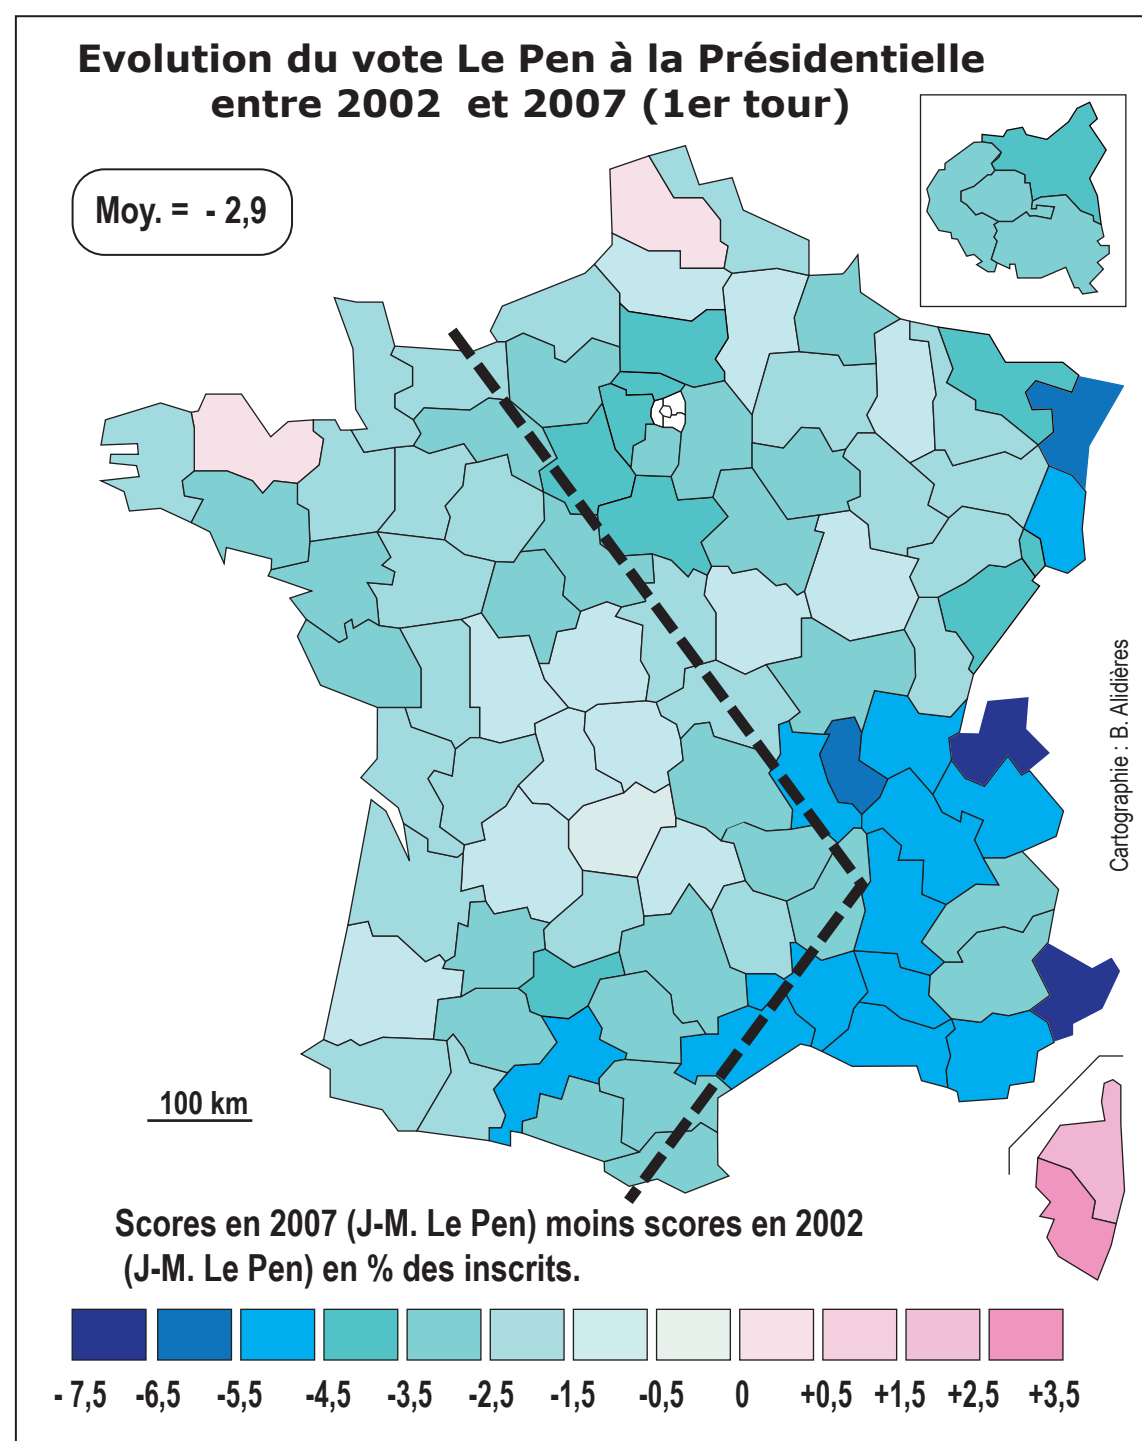 Evolution du vote Le Pen à la Présidentielle
entre 2002 et 2007 (1er tour)
Moy. = - 2,9
Cartographie : B. Alidières
100 km
Scores en 2007 (J-M. Le Pen) moins scores en 2002
(J-M. Le Pen) en % des inscrits.
- 7,5 -6,5 -5,5 -4,5 -3,5 -2,5 -1,5 -0,5 0 +0,5 +1,5 +2,5 +3,5